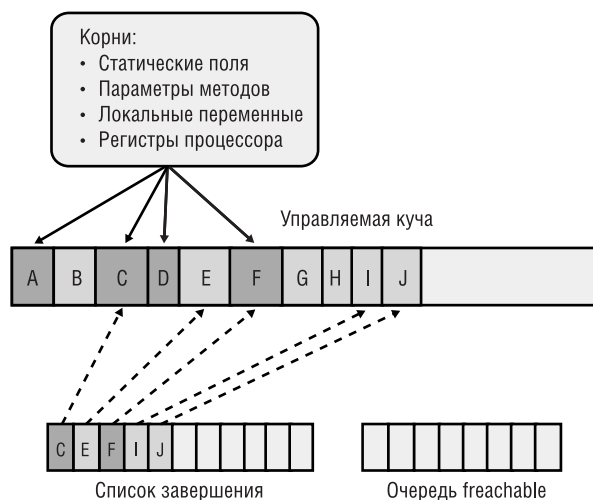 Корни:
• Статические поля
• Параметры методов
• Локальные переменные
• Регистры процессора
Управляемая куча
A B C D E F G H I J
C E F I J
Список завершения
Очередь freachable